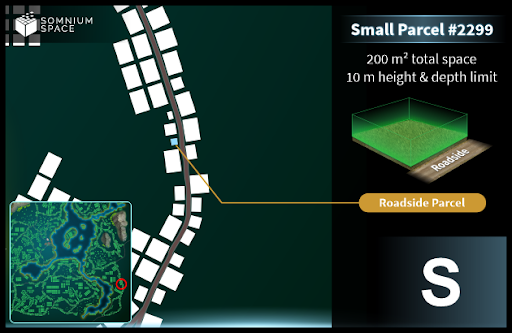 SOMNIUM
SPACE
Small Parcel #2299
200 m² total space
10 m height & depth limit
Roadside
Roadside Parcel
S